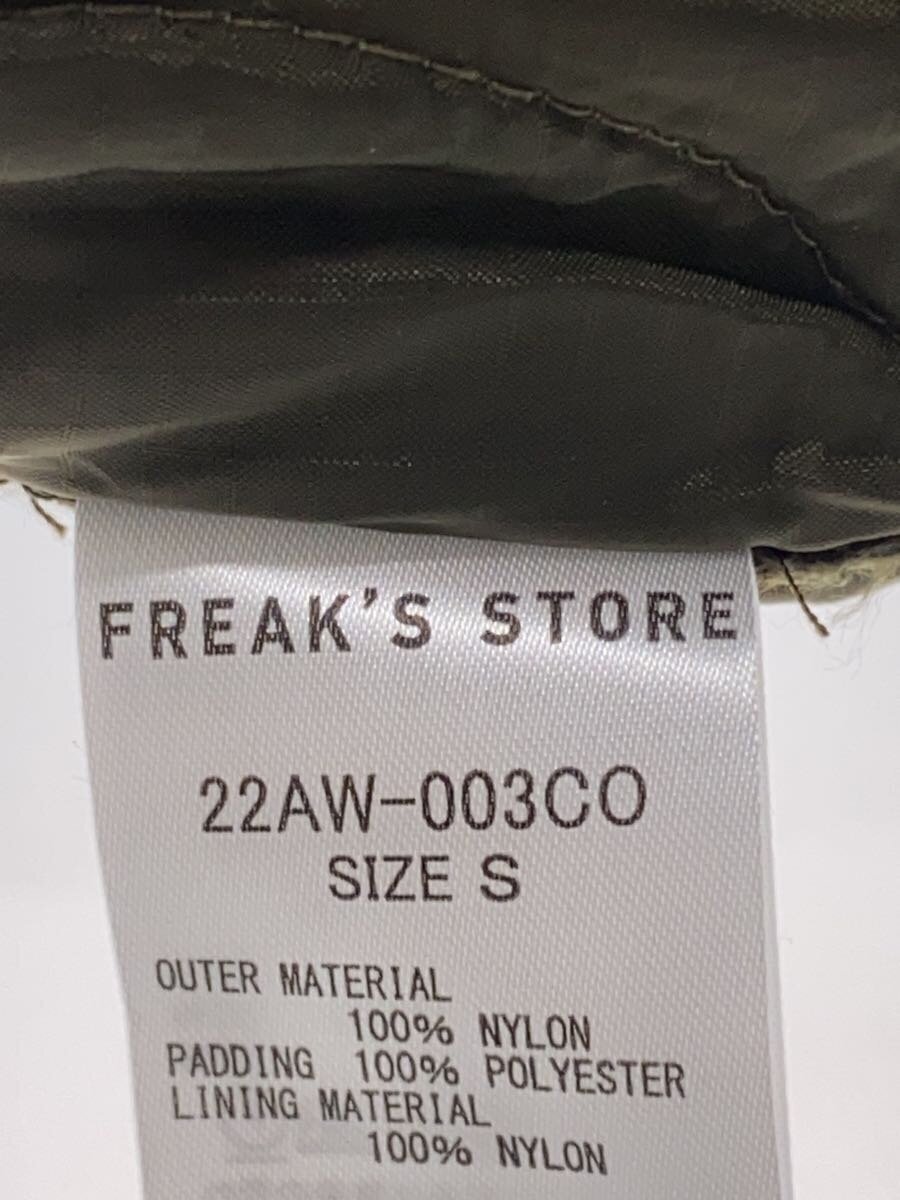 FREAK'S STORE
22AW-003CO
SIZE S
OUTER MATERIAL
100% NYLON
PADDING 100% POLYESTER
LINING MATERIAL
100% NYLON